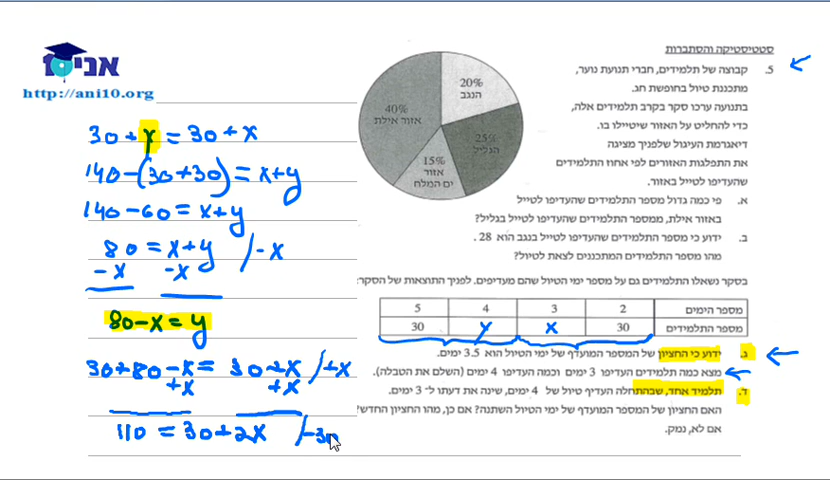 אני10
http://ani10.org
סטטיסטיקה והסתברות
5. קבוצה של תלמידים, חברי תנועת נוער,
מתכננת טיול בחופשת חג.
בתנועה ערכו סקר בקרב תלמידים אלה,
כדי להחליט על האזור שיטיילו בו.
דיאגרמת העיגול שלפניך מציגה
את התפלגות האזורים לפי אחוז התלמידים
שהעדיפו לטייל באזור.
20%
הנגב
40%
אזור אילת
25%
הגליל
15%
אזור
ים המלח
א. פי כמה גדול מספר התלמידים שהעדיפו לטייל
באזור אילת, ממספר התלמידים שהעדיפו לטייל בגליל?
ב. ידוע כי מספר התלמידים שהעדיפו לטייל בנגב הוא 28.
מהו מספר התלמידים המתכננים לצאת לטיול?
בסקר נשאלו התלמידים גם על מספר ימי הטיול שהם מעדיפים. לפניך התוצאות של הסקר:
מספר הימים 2 3 4 5
מספר התלמידים 30 x y 30
ג. ידוע כי החציון של המספר המועדף של ימי הטיול הוא 3.5 ימים.
מצא כמה תלמידים העדיפו 3 ימים וכמה העדיפו 4 ימים (השלם את הטבלה).
ד. תלמיד אחד, שבהתחלה העדיף טיול של 4 ימים, שינה את דעתו ל־ 3 ימים.
האם החציון של המספר המועדף של ימי הטיול השתנה? אם כן, מהו החציון החדש?
אם לא, נמק.
30 + y = 30 + x
140 - (30 + 30) = x + y
140 - 60 = x + y
80 = x + y /-x
-x -x
80 - x = y
30 + 80 - x = 30 + x /+x
+x +x
110 = 30 + 2x /-30